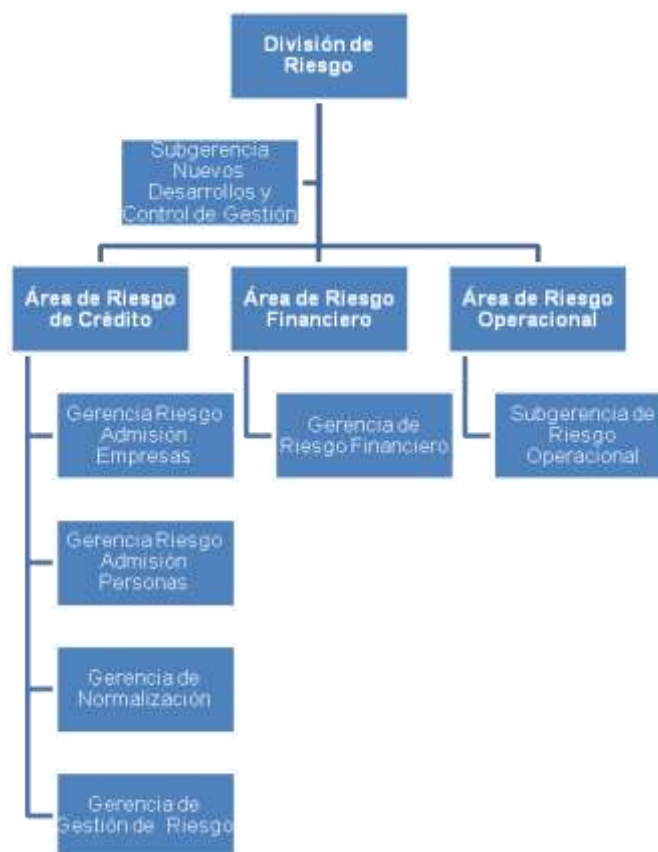 División de
Riesgo
Subgerencia
Nuevos
Desarrollos y
Control de Gestión
Área de Riesgo
de Crédito
Área de Riesgo
Financiero
Área de Riesgo
Operacional
Gerencia Riesgo
Admisión
Empresas
Gerencia de
Riesgo Financiero
Subgerencia de
Riesgo
Operacional
Gerencia Riesgo
Admisión
Personas
Gerencia de
Normalización
Gerencia de
Gestión de Riesgo